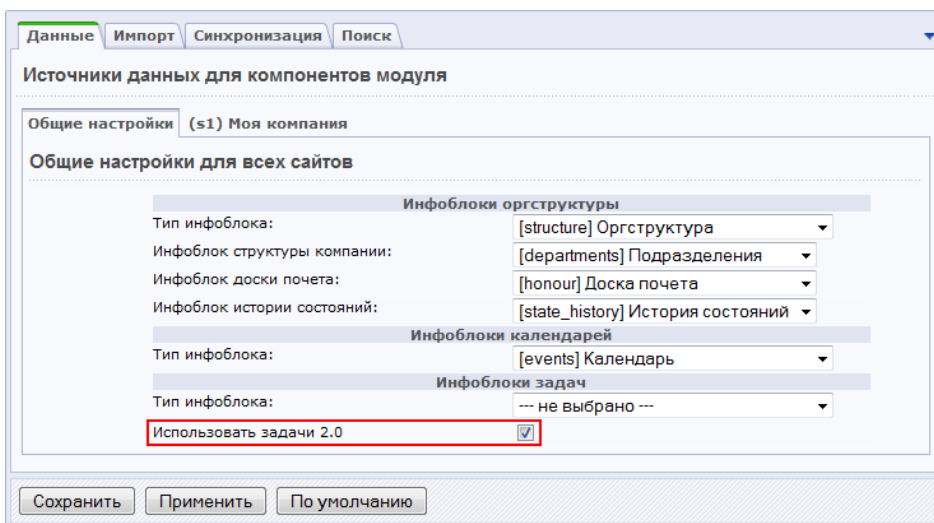 Данные Импорт Синхронизация Поиск
Источники данных для компонентов модуля
Общие настройки (s1) Моя компания
Общие настройки для всех сайтов
Инфоблоки оргструктуры
Тип инфоблока: [structure] Оргструктура
Инфоблок структуры компании: [departments] Подразделения
Инфоблок доски почета: [honour] Доска почета
Инфоблок истории состояний: [state_history] История состояний
Инфоблоки календарей
Тип инфоблока: [events] Календарь
Инфоблоки задач
Тип инфоблока: --- не выбрано ---
Использовать задачи 2.0
Сохранить Применить По умолчанию